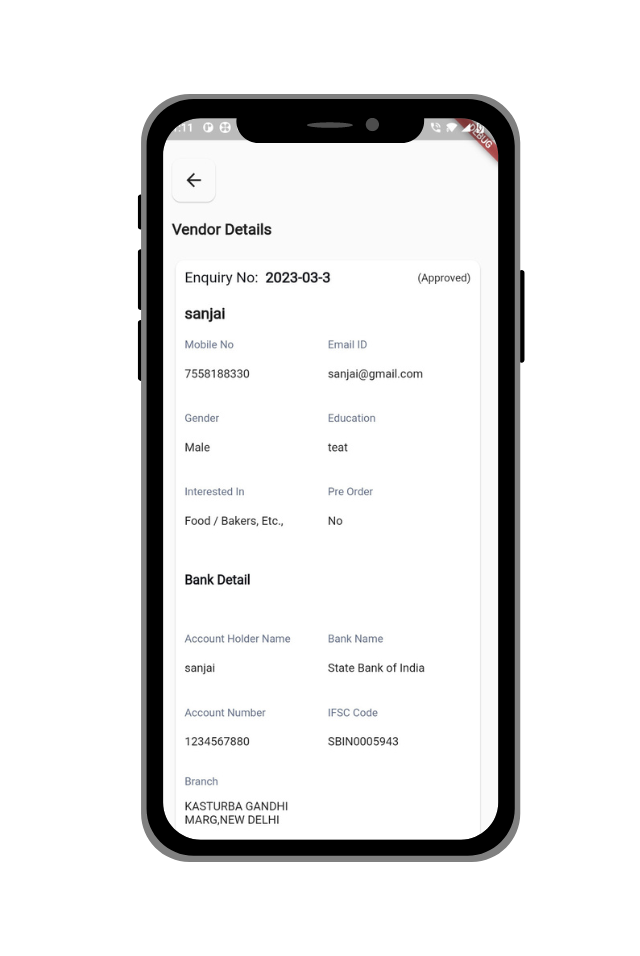 :11
DEBUG
Vendor Details
Enquiry No: 2023-03-3 (Approved)
sanjai
Mobile No Email ID
7558188330 sanjai@gmail.com
Gender Education
Male teat
Interested In Pre Order
Food / Bakers, Etc., No
Bank Detail
Account Holder Name Bank Name
sanjai State Bank of India
Account Number IFSC Code
1234567880 SBIN0005943
Branch
KASTURBA GANDHI
MARG,NEW DELHI